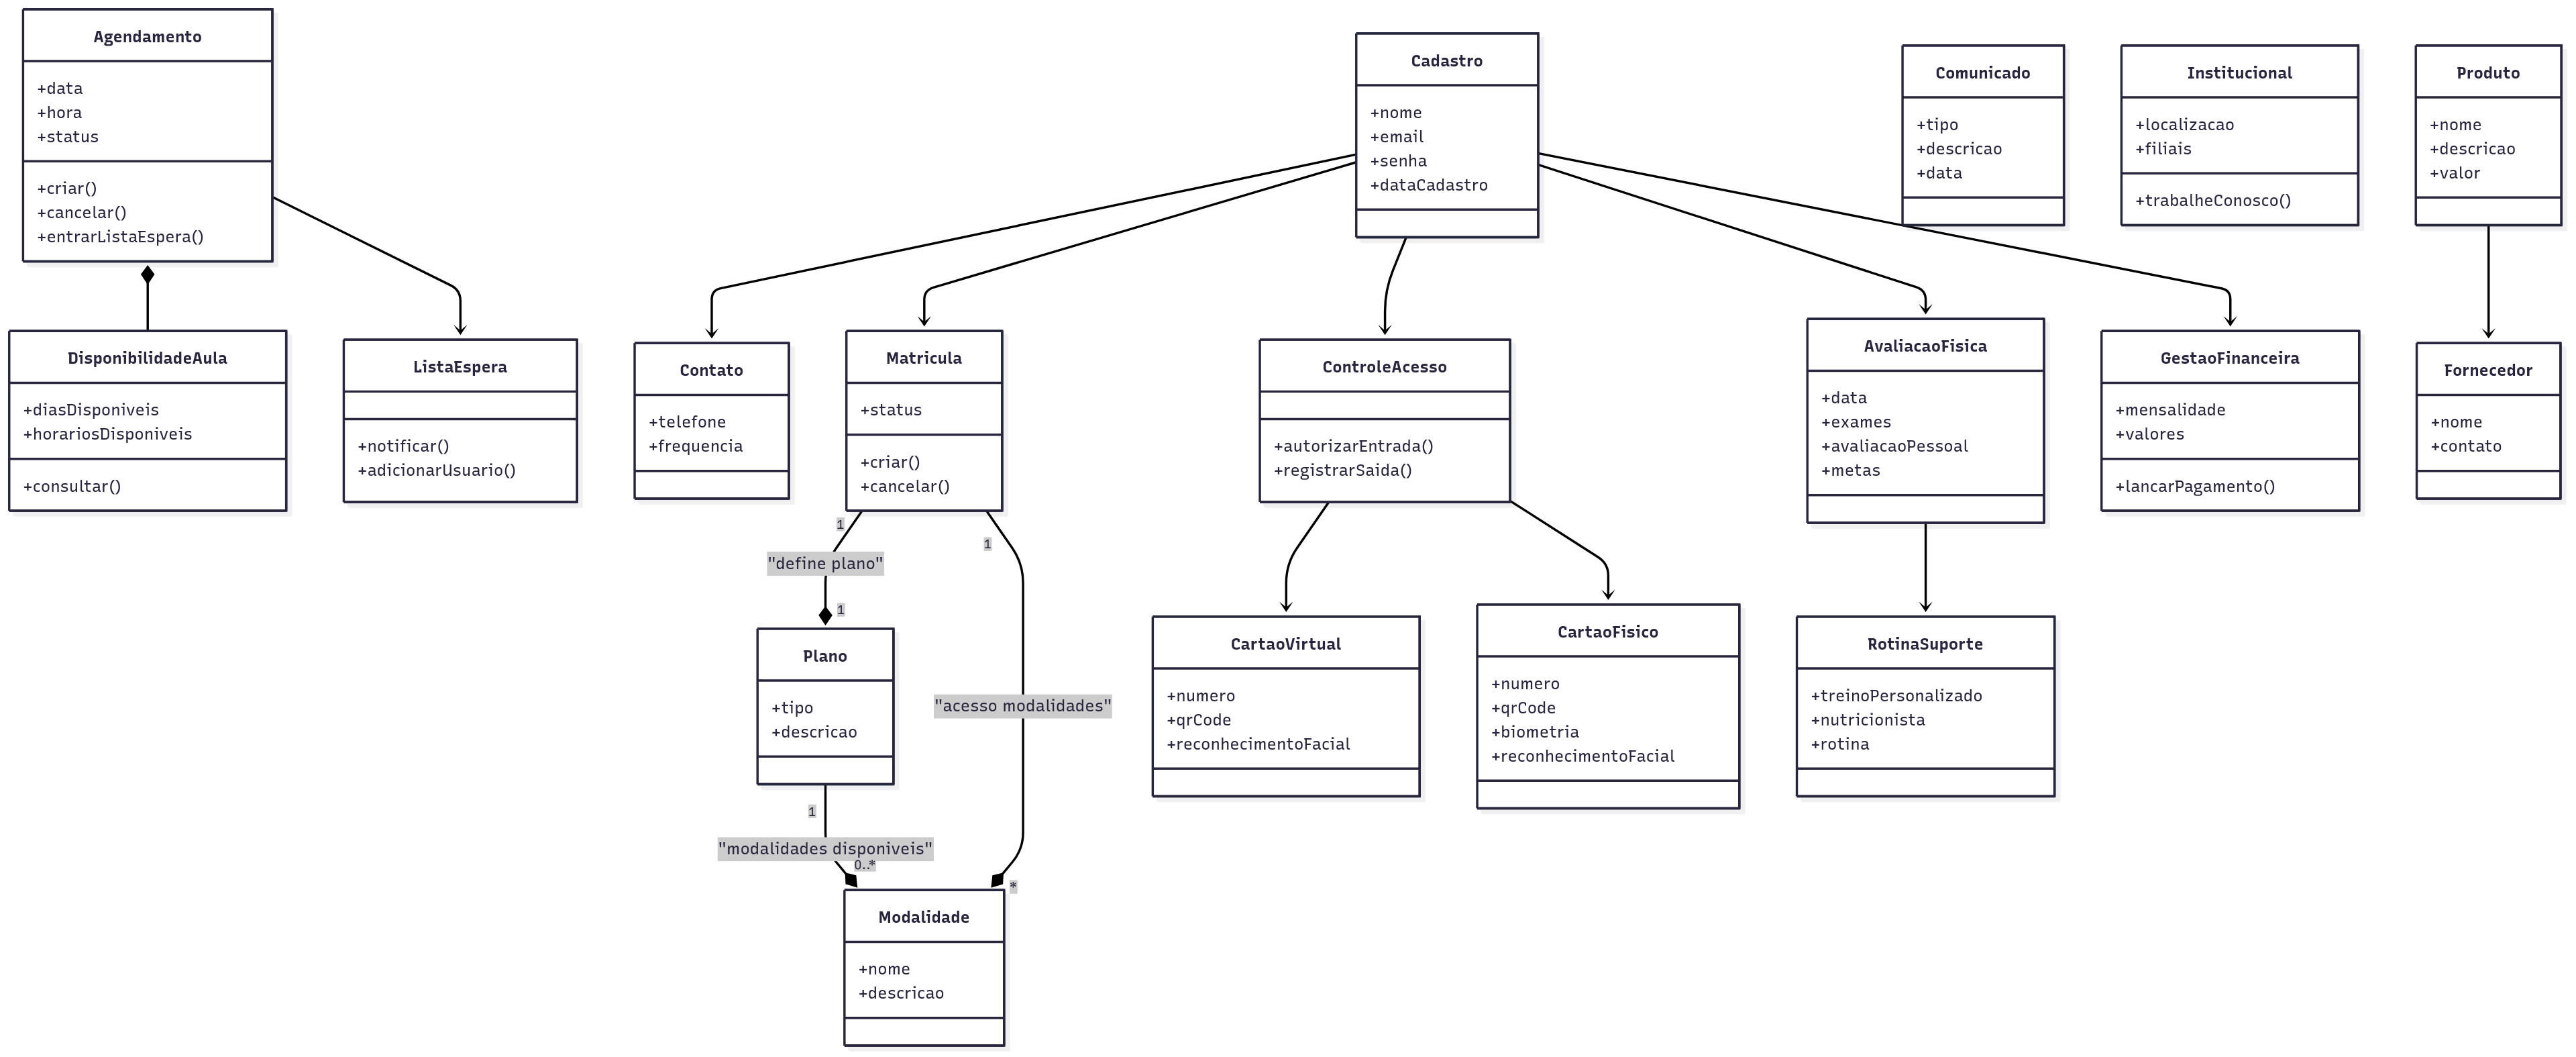 Agendamento
+data
+hora
+status
+criar()
+cancelar()
+entrarListaEspera()
Cadastro
+nome
+email
+senha
+dataCadastro
Comunicado
+tipo
+descricao
+data
Institucional
+localizacao
+filiais
+trabalheConosco()
Produto
+nome
+descricao
+valor
DisponibilidadeAula
+diasDisponiveis
+horariosDisponiveis
+consultar()
ListaEspera
+notificar()
+adicionarUsuario()
Contato
+telefone
+frequencia
Matricula
+status
+criar()
+cancelar()
ControleAcesso
+autorizarEntrada()
+registrarSaida()
AvaliacaoFisica
+data
+exames
+avaliacaoPessoal
+metas
GestaoFinanceira
+mensalidade
+valores
+lancarPagamento()
Fornecedor
+nome
+contato
1
"define plano"
1
1
"acesso modalidades"
*
Plano
+tipo
+descricao
1
"modalidades disponiveis"
0..*
CartaoVirtual
+numero
+qrCode
+reconhecimentoFacial
CartaoFisico
+numero
+qrCode
+biometria
+reconhecimentoFacial
RotinaSuporte
+treinoPersonalizado
+nutricionista
+rotina
Modalidade
+nome
+descricao